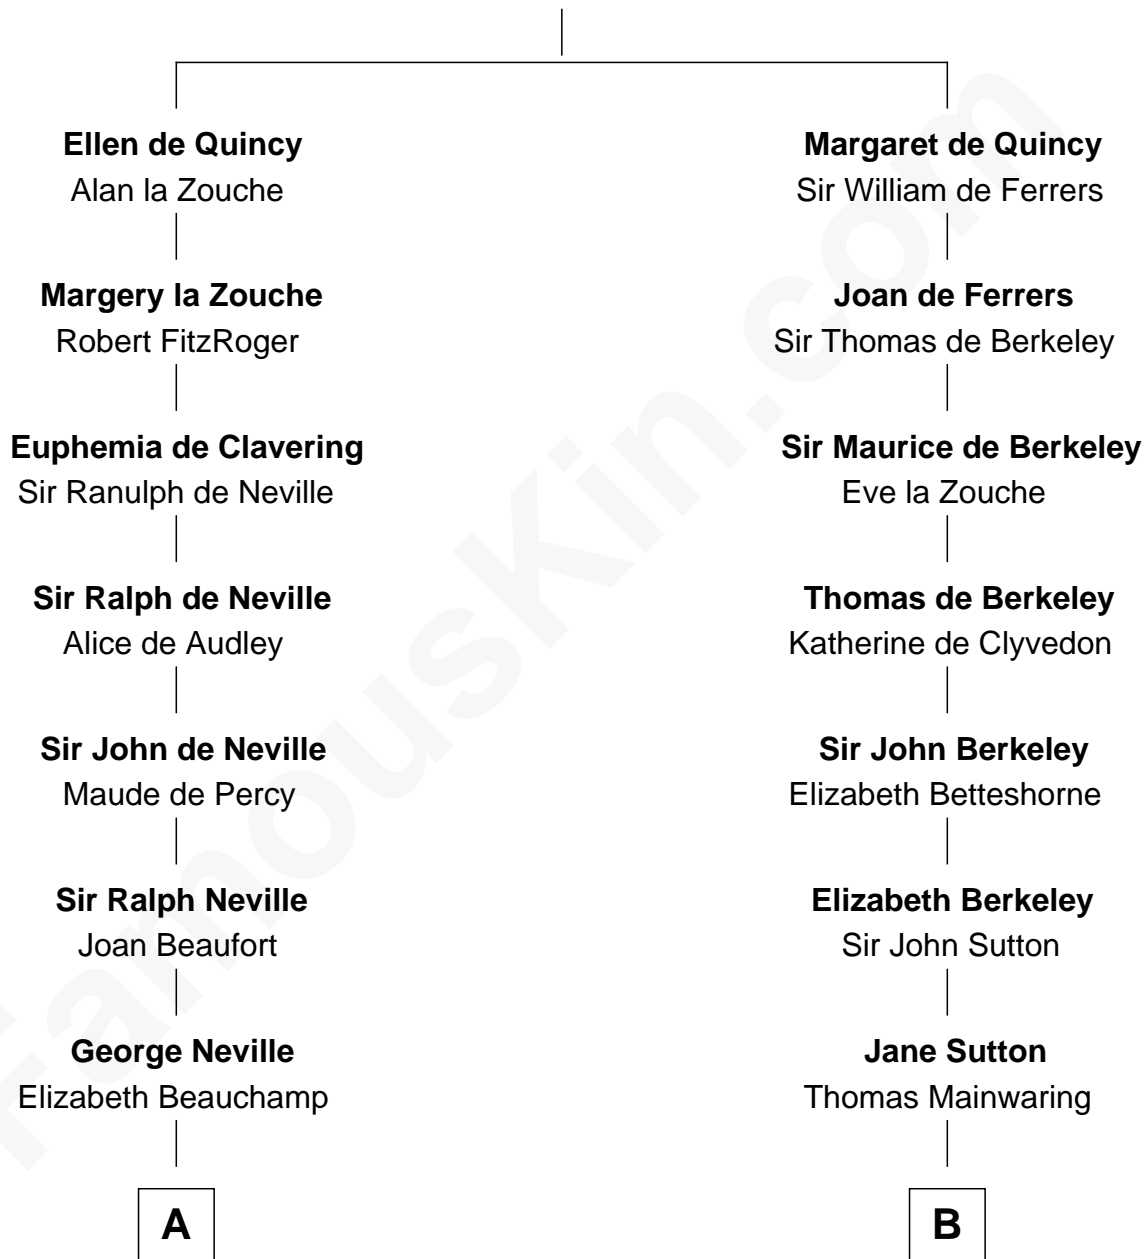 Ellen de Quincy
Alan la Zouche
Margaret de Quincy
Sir William de Ferrers
Margery la Zouche
Robert FitzRoger
Joan de Ferrers
Sir Thomas de Berkeley
Euphemia de Clavering
Sir Ranulph de Neville
Sir Maurice de Berkeley
Eve la Zouche
Sir Ralph de Neville
Alice de Audley
Thomas de Berkeley
Katherine de Clyvedon
Sir John de Neville
Maude de Percy
Sir John Berkeley
Elizabeth Betteshorne
Sir Ralph Neville
Joan Beaufort
Elizabeth Berkeley
Sir John Sutton
George Neville
Elizabeth Beauchamp
Jane Sutton
Thomas Mainwaring
A
B
FamousKin.com